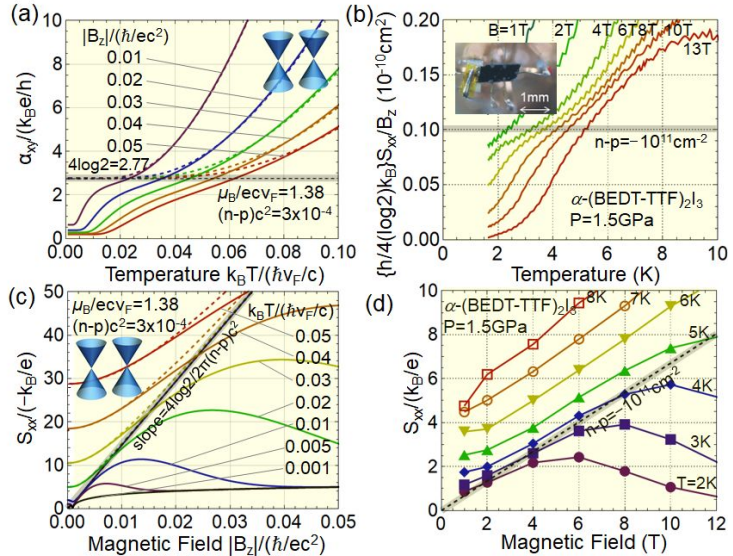 (a)
|B_z|/(ℏ/ec²)
0.01
0.02
0.03
0.04
0.05
4log2=2.77
μ_B/ecv_F=1.38
(n-p)c²=3x10⁻⁴
α_xy/(k_B e/h)
10
8
6
4
2
0
0.00 0.02 0.04 0.06 0.08 0.10
Temperature k_BT/(ℏv_F/c)
(b)
B=1T 2T 4T 6T 8T 10T
13T
1mm
n-p=−10¹¹cm⁻²
α-(BEDT-TTF)₂I₃
P=1.5GPa
{h/4(log2)k_B}S_xx/B_z (10⁻¹⁰cm²)
0.20
0.15
0.10
0.05
0.00
0 2 4 6 8 10
Temperature (K)
(c)
μ_B/ecv_F=1.38
(n-p)c²=3x10⁻⁴
k_BT/(ℏv_F/c)
0.05
0.04
0.03
0.02
0.01
0.005
0.001
slope=4log2/2π(n-p)c²
S_xx/(-k_B/e)
50
40
30
20
10
0
0.00 0.01 0.02 0.03 0.04 0.05
Magnetic Field |B_z|/(ℏ/ec²)
(d)
α-(BEDT-TTF)₂I₃
P=1.5GPa
8K
7K
6K
5K
4K
3K
T=2K
n-p=−10¹¹cm⁻²
S_xx/(k_B/e)
10
8
6
4
2
0
0 2 4 6 8 10 12
Magnetic Field (T)